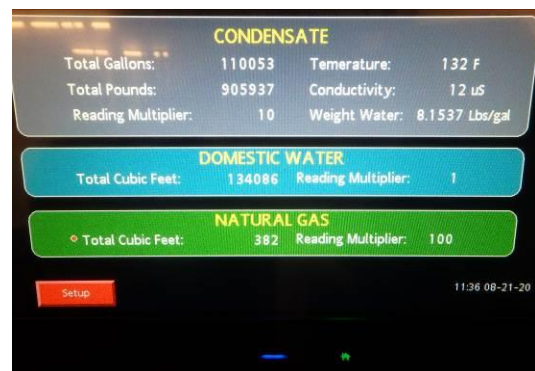 CONDENSATE
Total Gallons: 110053 Temerature: 132 F
Total Pounds: 905937 Conductivity: 12 uS
Reading Multiplier: 10 Weight Water: 8.1537 Lbs/gal
DOMESTIC WATER
Total Cubic Feet: 134086 Reading Multiplier: 1
NATURAL GAS
Total Cubic Feet: 382 Reading Multiplier: 100
Setup
11:36 08-21-20